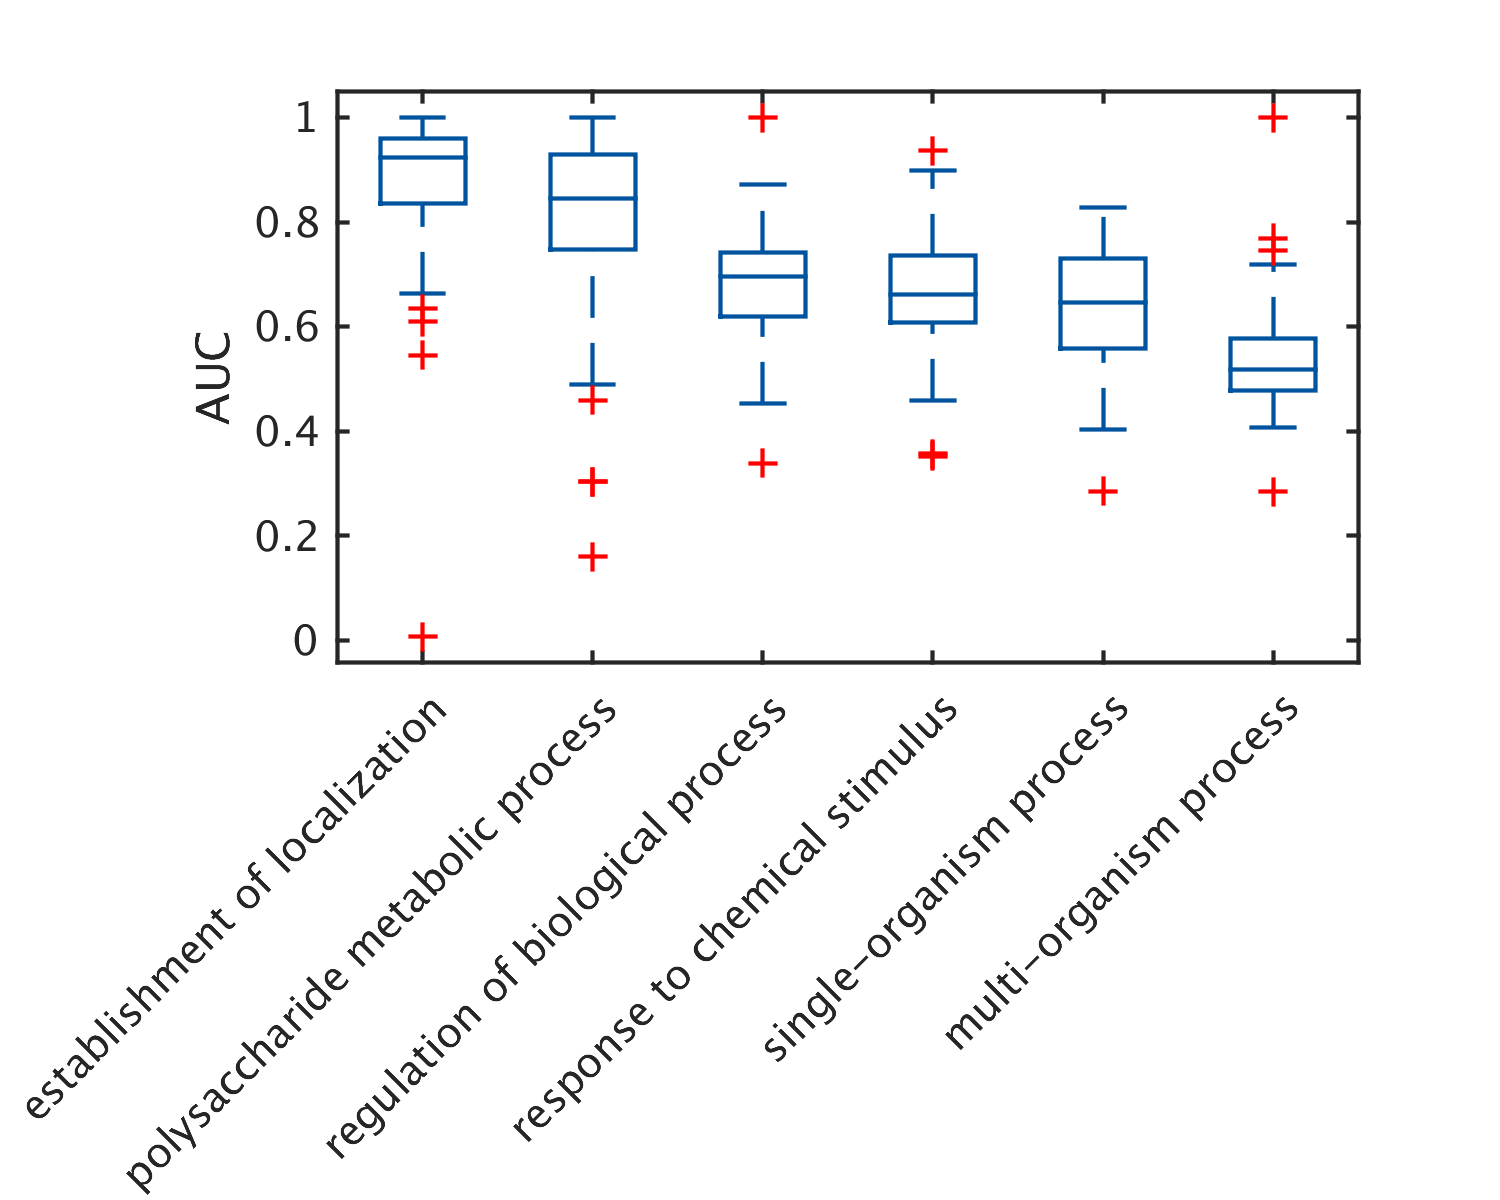 1
0.8
0.6
0.4
0.2
0
AUC
establishment of localization
polysaccharide metabolic process
regulation of biological process
response to chemical stimulus
single-organism process
multi-organism process